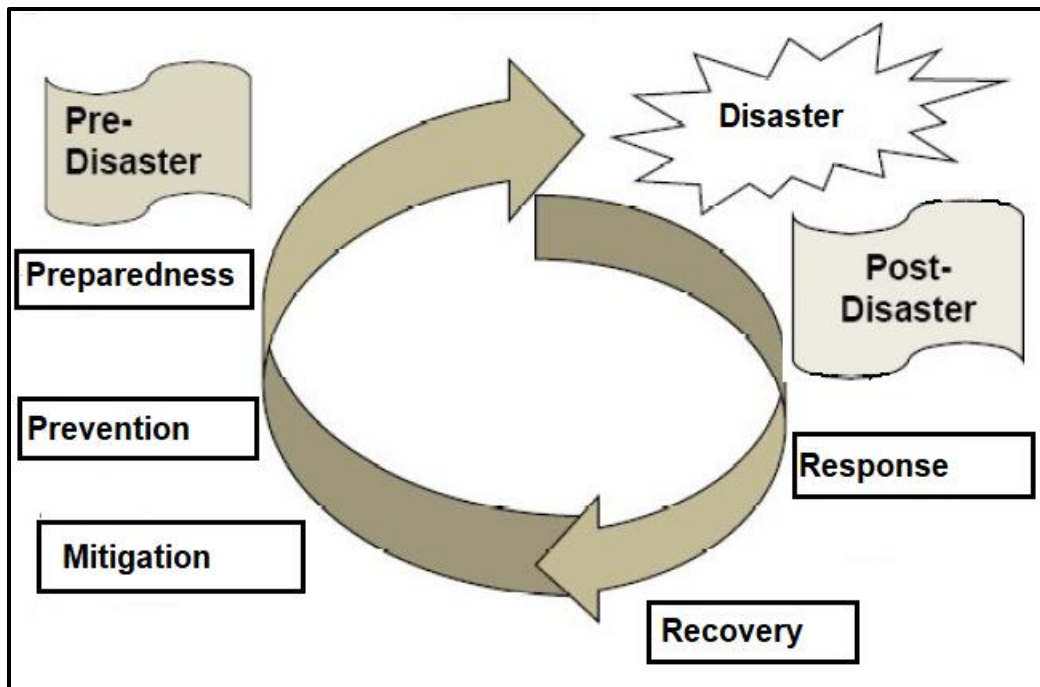 Pre-
Disaster
Disaster
Preparedness
Post-
Disaster
Prevention
Response
Mitigation
Recovery